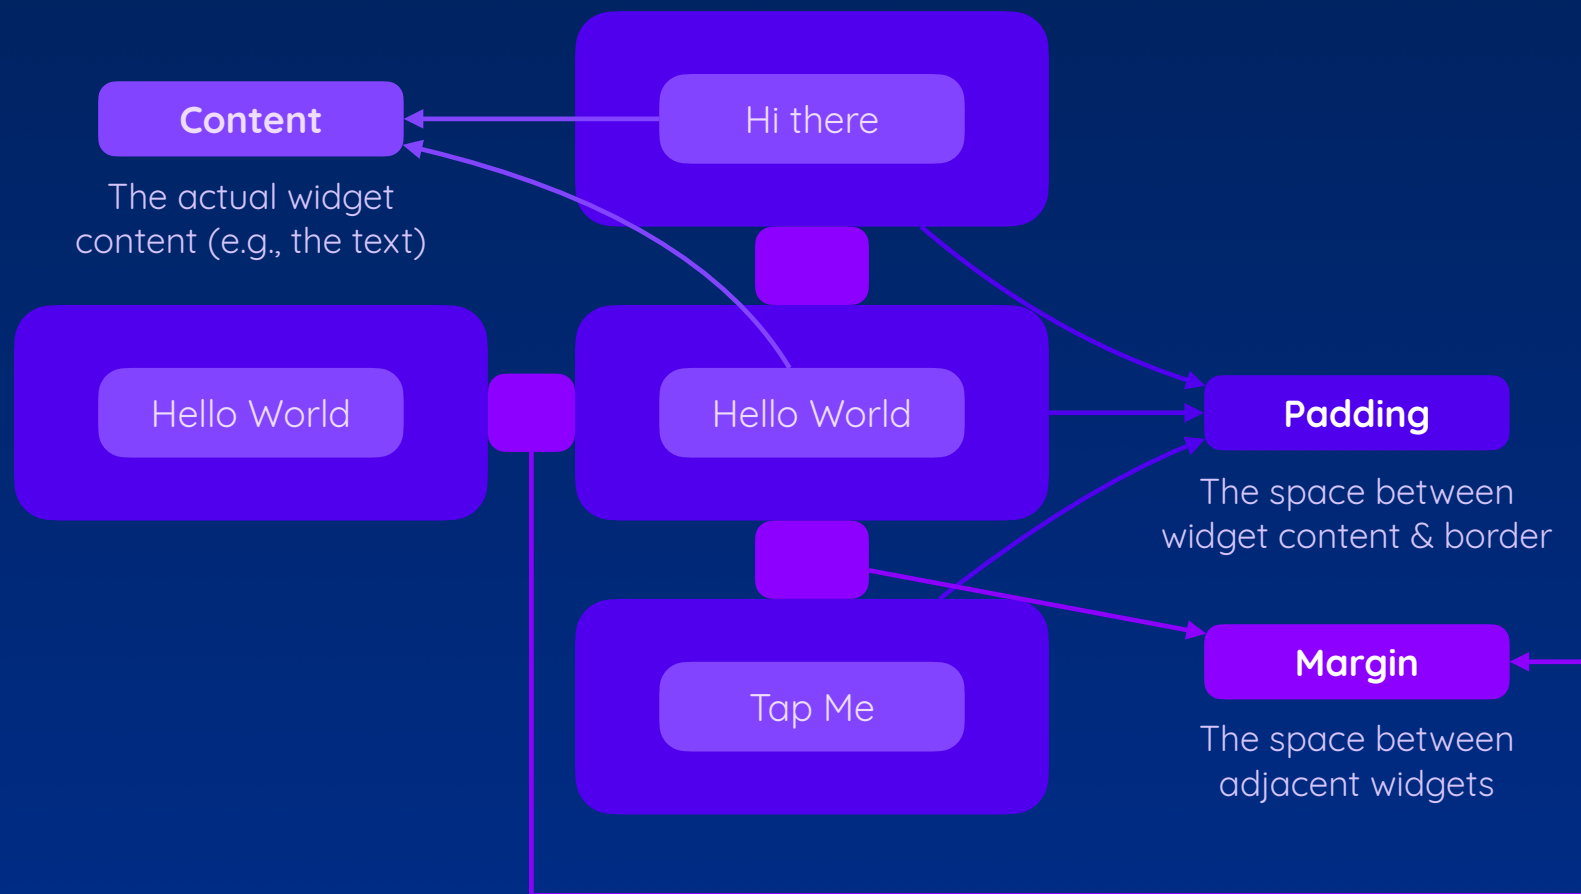 Hi there
Content
The actual widget
content (e.g., the text)
Hello World
Hello World
Padding
The space between
widget content & border
Margin
Tap Me
The space between
adjacent widgets